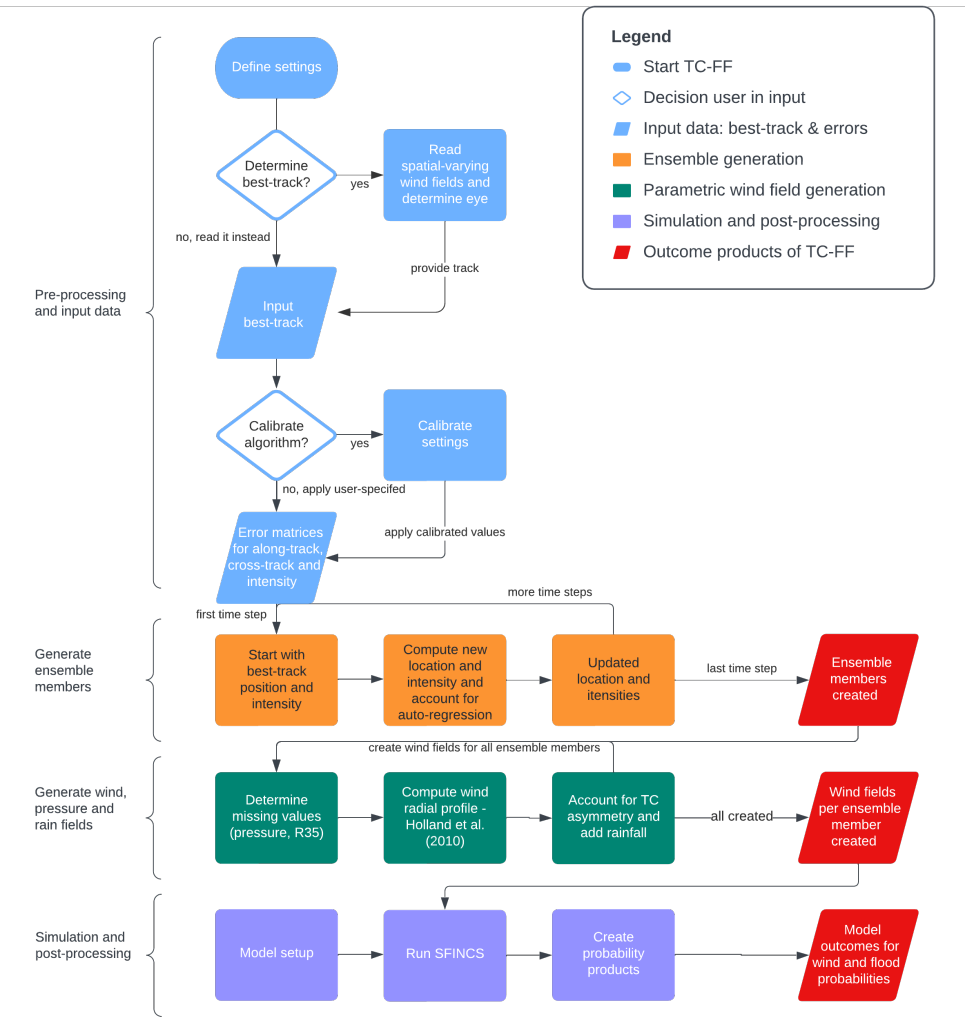 Legend
Start TC-FF
Decision user in input
Input data: best-track & errors
Ensemble generation
Parametric wind field generation
Simulation and post-processing
Outcome products of TC-FF
Pre-processing
and input data
Define settings
Determine
best-track?
yes
Read
spatial-varying
wind fields and
determine eye
no, read it instead
provide track
Input
best-track
Calibrate
algorithm?
yes
Calibrate
settings
no, apply user-specifed
apply calibrated values
Error matrices
for along-track,
cross-track and
intensity
Generate
ensemble
members
first time step
more time steps
Start with
best-track
position and
intensity
Compute new
location and
intensity and
account for
auto-regression
Updated
location and
itensities
last time step
Ensemble
members
created
Generate wind,
pressure and
rain fields
create wind fields for all ensemble members
Determine
missing values
(pressure, R35)
Compute wind
radial profile -
Holland et al.
(2010)
Account for TC
asymmetry and
add rainfall
all created
Wind fields
per ensemble
member
created
Simulation and
post-processing
Model setup
Run SFINCS
Create
probability
products
Model
outcomes for
wind and flood
probabilities